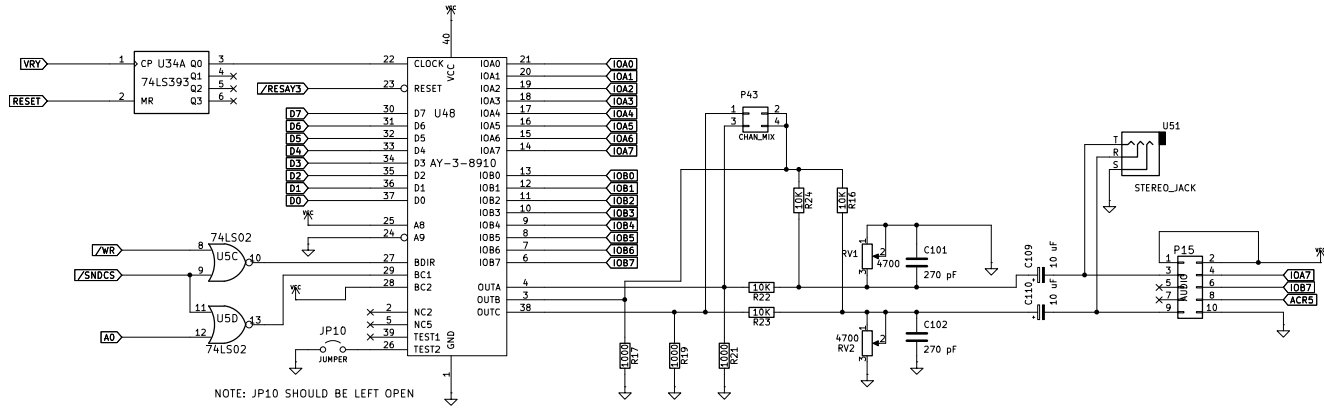 VCC
40
VRY
1
CP U34A Q0
3
74LS393
Q1
4
Q2
5
Q3
6
RESET
2
MR
22
CLOCK
VCC
/RESAY3
23
RESET
U48
AY-3-8910
D7
30
D7
D6
31
D6
D5
32
D5
D4
33
D4
D3
34
D3
D2
35
D2
D1
36
D1
D0
37
D0
VCC
25
A8
24
A9
27
BDIR
29
BC1
28
BC2
VCC
2
NC2
5
NC5
39
TEST1
26
TEST2
GND
1
IOA0
21
IOA0
IOA1
20
IOA1
IOA2
19
IOA2
IOA3
18
IOA3
IOA4
17
IOA4
IOA5
16
IOA5
IOA6
15
IOA6
IOA7
14
IOA7
IOB0
13
IOB0
IOB1
12
IOB1
IOB2
11
IOB2
IOB3
10
IOB3
IOB4
9
IOB4
IOB5
8
IOB5
IOB6
7
IOB6
IOB7
6
IOB7
OUTA
4
OUTB
3
OUTC
38
74LS02
/WR
8
U5C
10
/SNDCS
9
11
U5D
13
A0
12
74LS02
JP10
JUMPER
NOTE: JP10 SHOULD BE LEFT OPEN
P43
1
2
3
4
CHAN_MIX
10K
R24
10K
R16
10K
R22
10K
R23
1000
R17
1000
R19
1000
R21
RV1
1
2
3
4700
C101
270 pF
4700
RV2
1
2
3
C102
270 pF
C109
10 uF
C110
10 uF
U51
T
R
S
STEREO_JACK
P15
AUDIO
1
2
3
4
5
6
7
8
9
10
VCC
IOA7
IOB7
ACR5